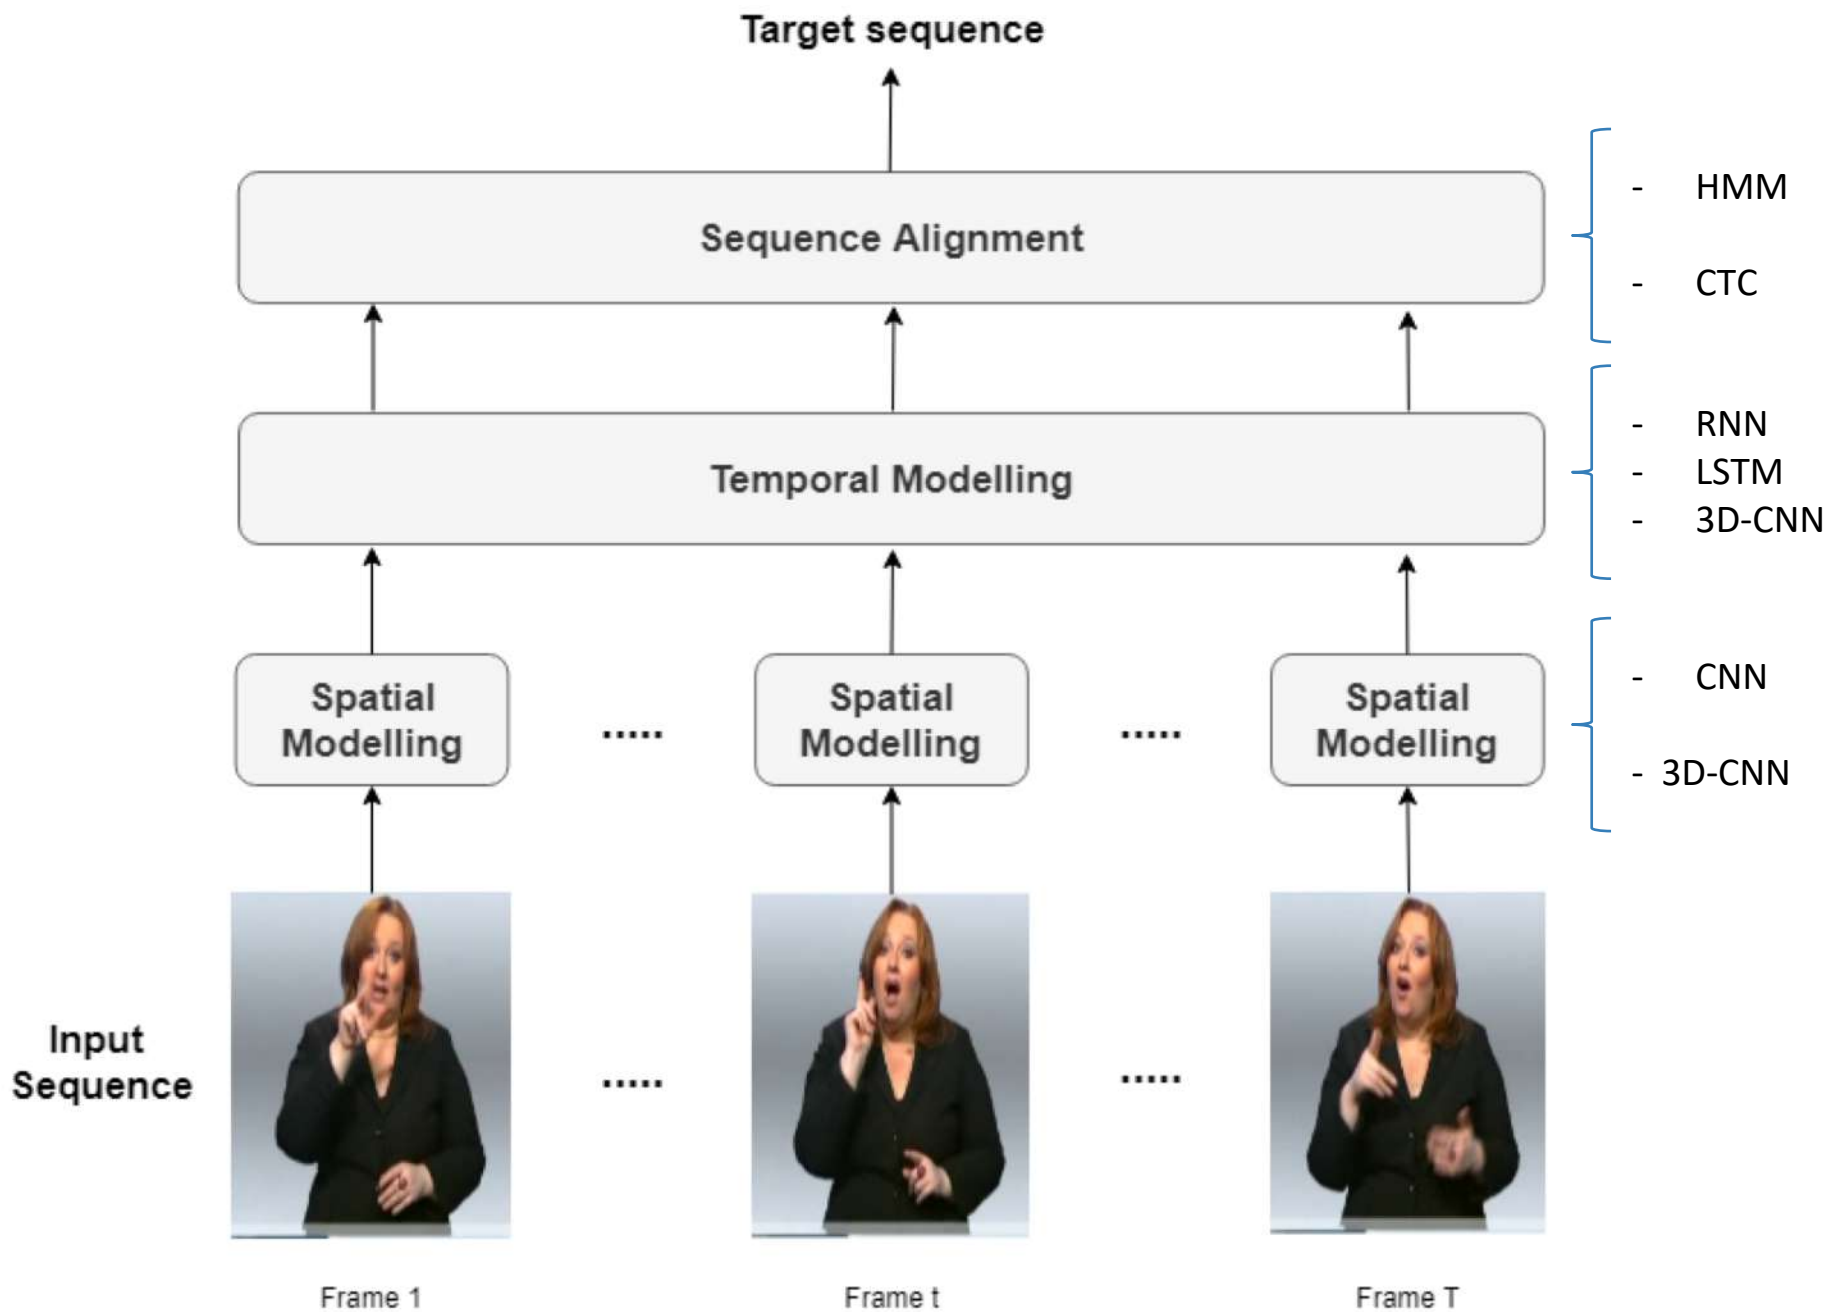 Target sequence
Sequence Alignment
- HMM
- CTC
Temporal Modelling
- RNN
- LSTM
- 3D-CNN
Spatial
Modelling
.....
Spatial
Modelling
.....
Spatial
Modelling
- CNN
- 3D-CNN
Input
Sequence
.....
.....
Frame 1
Frame t
Frame T